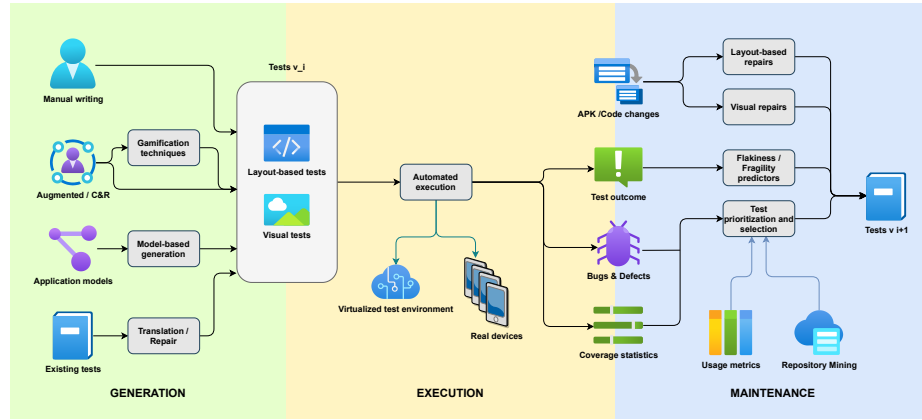 Tests v_i
Manual writing
Gamification
techniques
Augmented / C&R
Layout-based tests
Visual tests
Model-based
generation
Application models
Translation /
Repair
Existing tests
GENERATION
Automated
execution
Virtualized test environment
Real devices
EXECUTION
APK /Code changes
Layout-based
repairs
Visual repairs
Test outcome
Flakiness /
Fragility
predictors
Bugs & Defects
Test
prioritization and
selection
Tests v i+1
Coverage statistics
Usage metrics
Repository Mining
MAINTENANCE